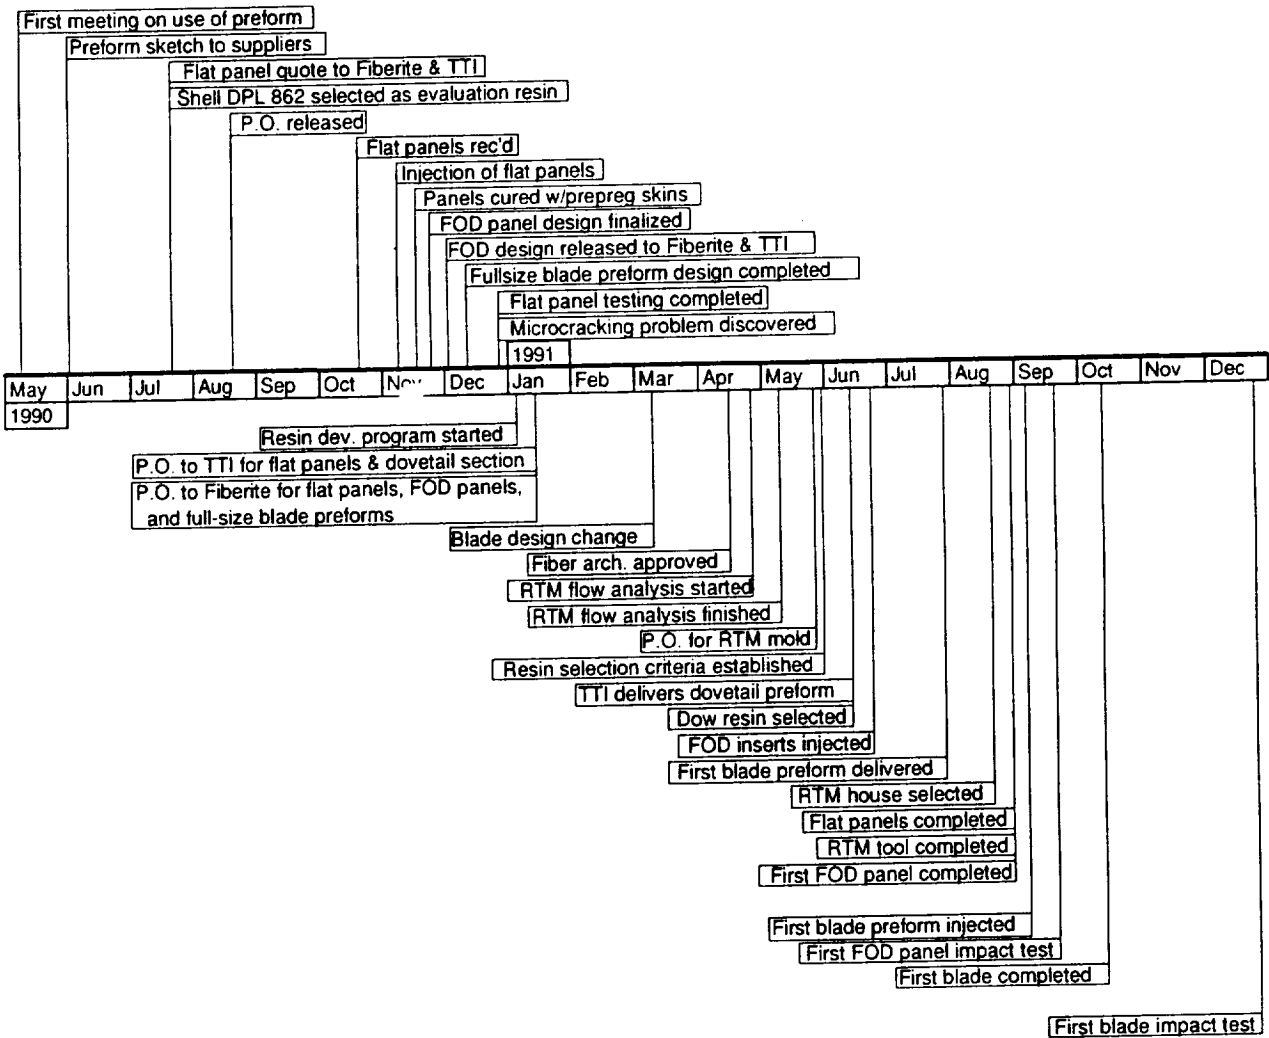 First meeting on use of preform
Preform sketch to suppliers
Flat panel quote to Fiberite & TTI
Shell DPL 862 selected as evaluation resin
P.O. released
Flat panels rec'd
Injection of flat panels
Panels cured w/prepreg skins
FOD panel design finalized
FOD design released to Fiberite & TTI
Fullsize blade preform design completed
Flat panel testing completed
Microcracking problem discovered
1991
May Jun Jul Aug Sep Oct Nov Dec Jan Feb Mar Apr May Jun Jul Aug Sep Oct Nov Dec
1990
Resin dev. program started
P.O. to TTI for flat panels & dovetail section
P.O. to Fiberite for flat panels, FOD panels,
and full-size blade preforms
Blade design change
Fiber arch. approved
RTM flow analysis started
RTM flow analysis finished
P.O. for RTM mold
Resin selection criteria established
TTI delivers dovetail preform
Dow resin selected
FOD inserts injected
First blade preform delivered
RTM house selected
Flat panels completed
RTM tool completed
First FOD panel completed
First blade preform injected
First FOD panel impact test
First blade completed
First blade impact test